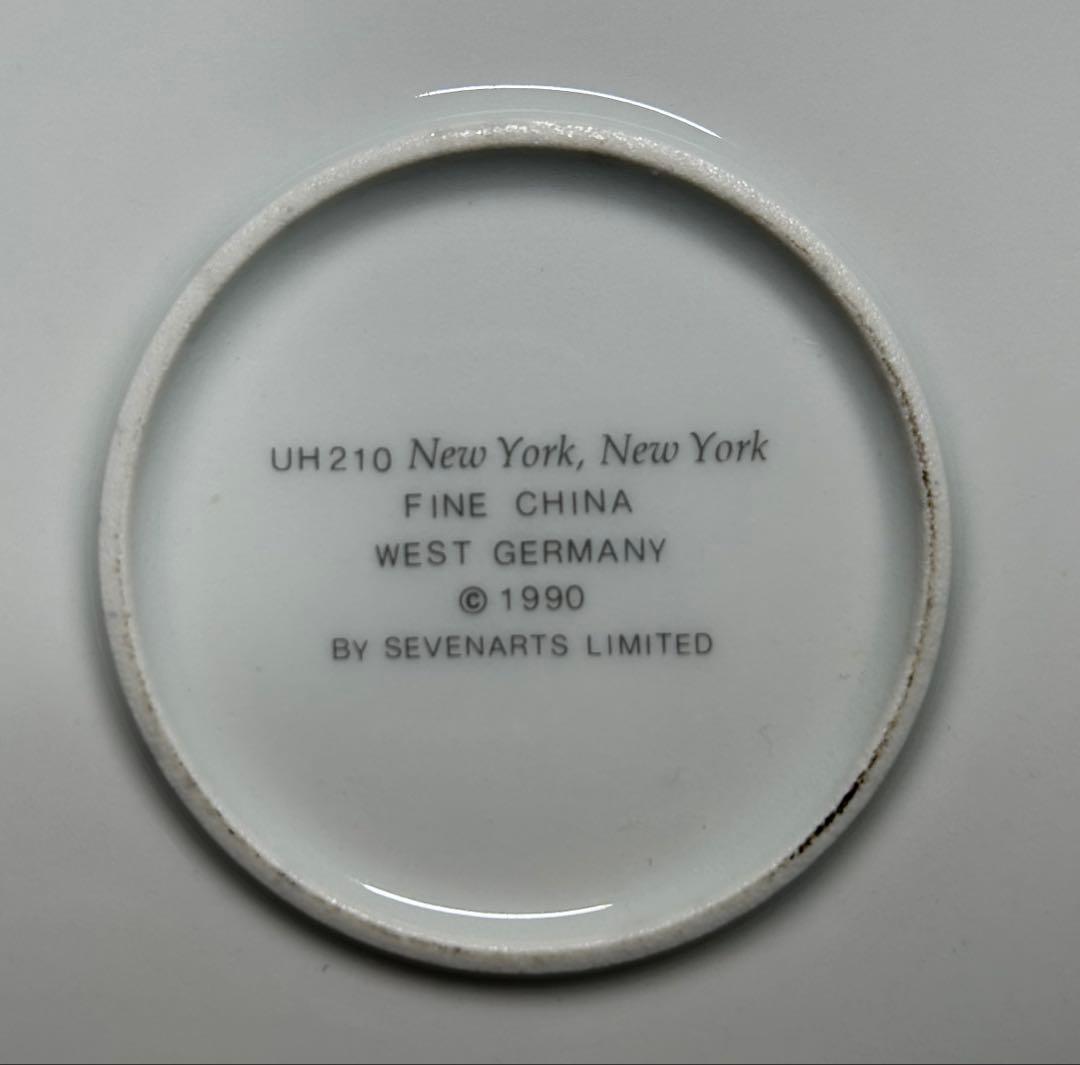 UH210 New York, New York
FINE CHINA
WEST GERMANY
© 1990
BY SEVENARTS LIMITED